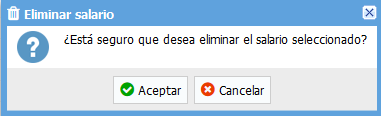 Eliminar salario
¿Está seguro que desea eliminar el salario seleccionado?
Aceptar
Cancelar